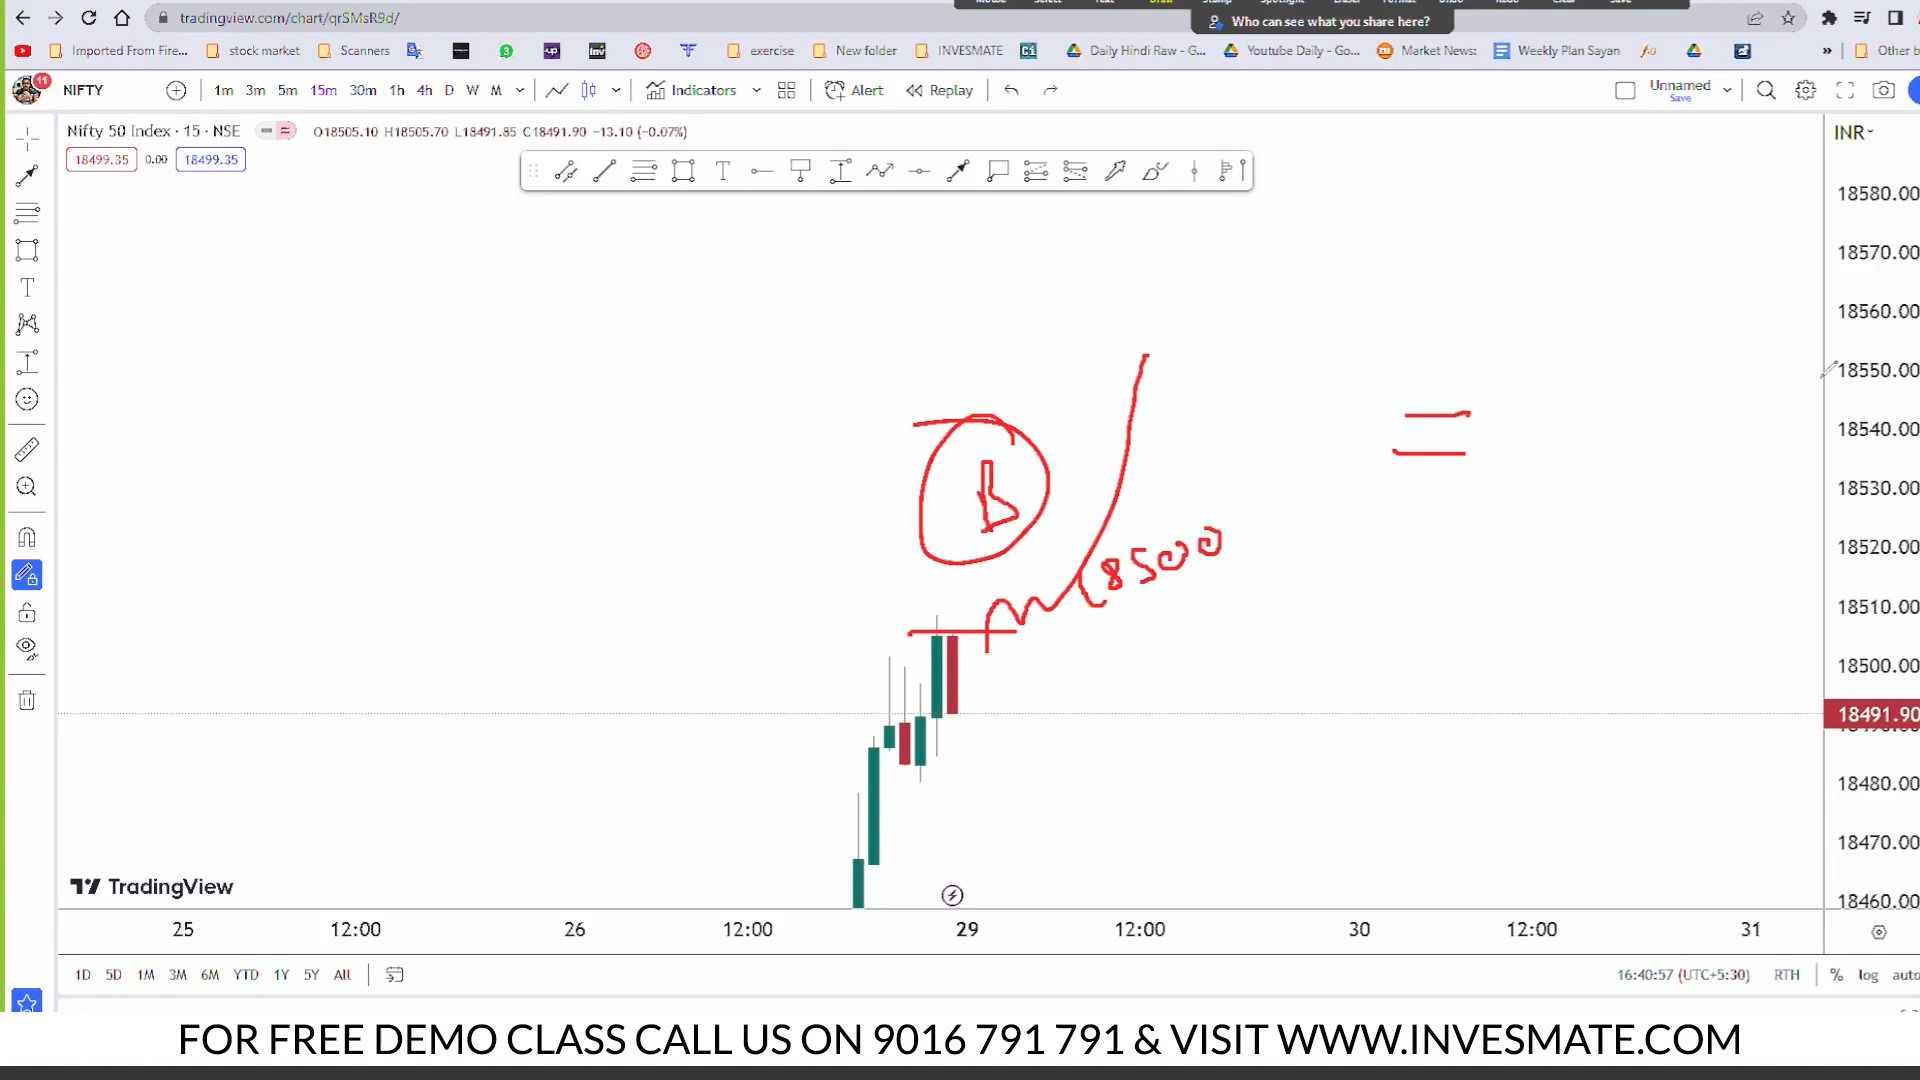 tradingview.com/chart/qrSMsR9d/
Who can see what you share here?
Imported From Fire... stock market Scanners exercise New folder INVESMATE Daily Hindi Raw - G... Youtube Daily - Go... Market News: Weekly Plan Sayan » Other b
11 NIFTY 1m 3m 5m 15m 30m 1h 4h D W M Indicators Alert Replay Unnamed
Save
Nifty 50 Index · 15 · NSE O18505.10 H18505.70 L18491.85 C18491.90 −13.10 (−0.07%) INR
18499.35 0.00 18499.35
18580.00
18570.00
18560.00
18550.00
18540.00
18530.00
18520.00
18500
18510.00
18500.00
18491.90
18480.00
18470.00
18460.00
TradingView
25 12:00 26 12:00 29 12:00 30 12:00 31
1D 5D 1M 3M 6M YTD 1Y 5Y All 16:40:57 (UTC+5:30) RTH % log auto
FOR FREE DEMO CLASS CALL US ON 9016 791 791 & VISIT WWW.INVESMATE.COM